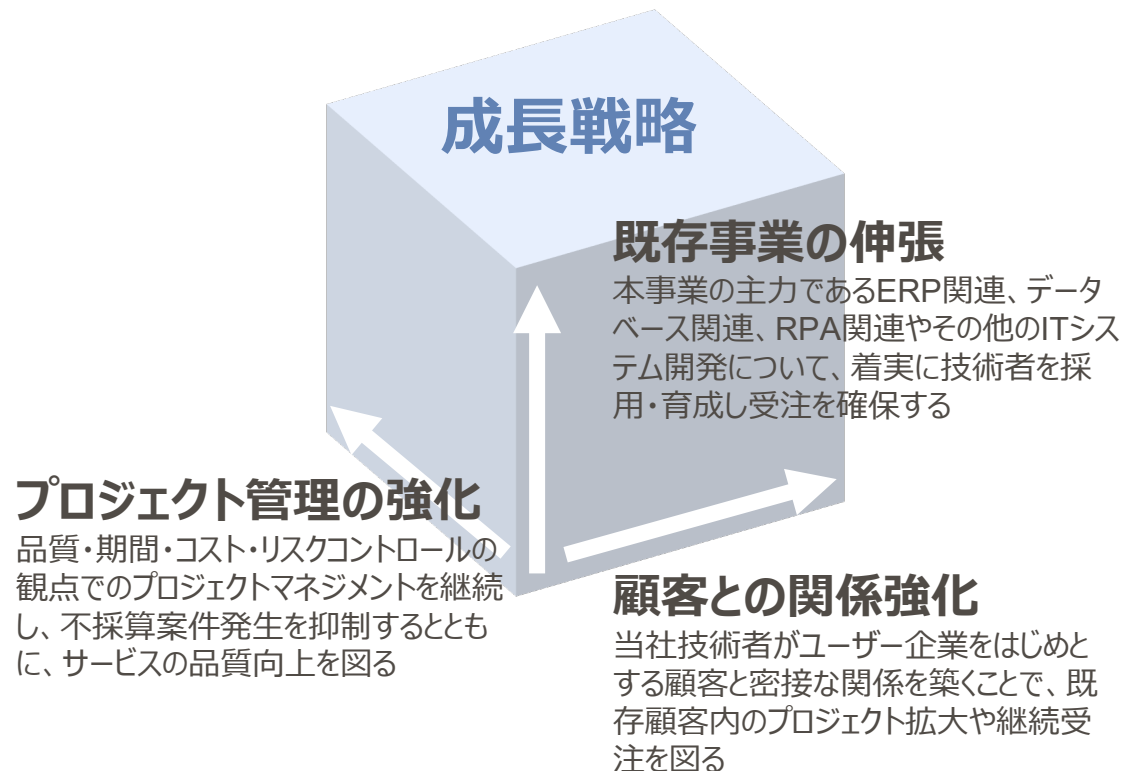 成長戦略
既存事業の伸張
本事業の主力であるERP関連、データ
ベース関連、RPA関連やその他のITシス
テム開発について、着実に技術者を採
用・育成し受注を確保する
プロジェクト管理の強化
品質・期間・コスト・リスクコントロールの
観点でのプロジェクトマネジメントを継続
し、不採算案件発生を抑制するととも
に、サービスの品質向上を図る
顧客との関係強化
当社技術者がユーザー企業をはじめと
する顧客と密接な関係を築くことで、既
存顧客内のプロジェクト拡大や継続受
注を図る